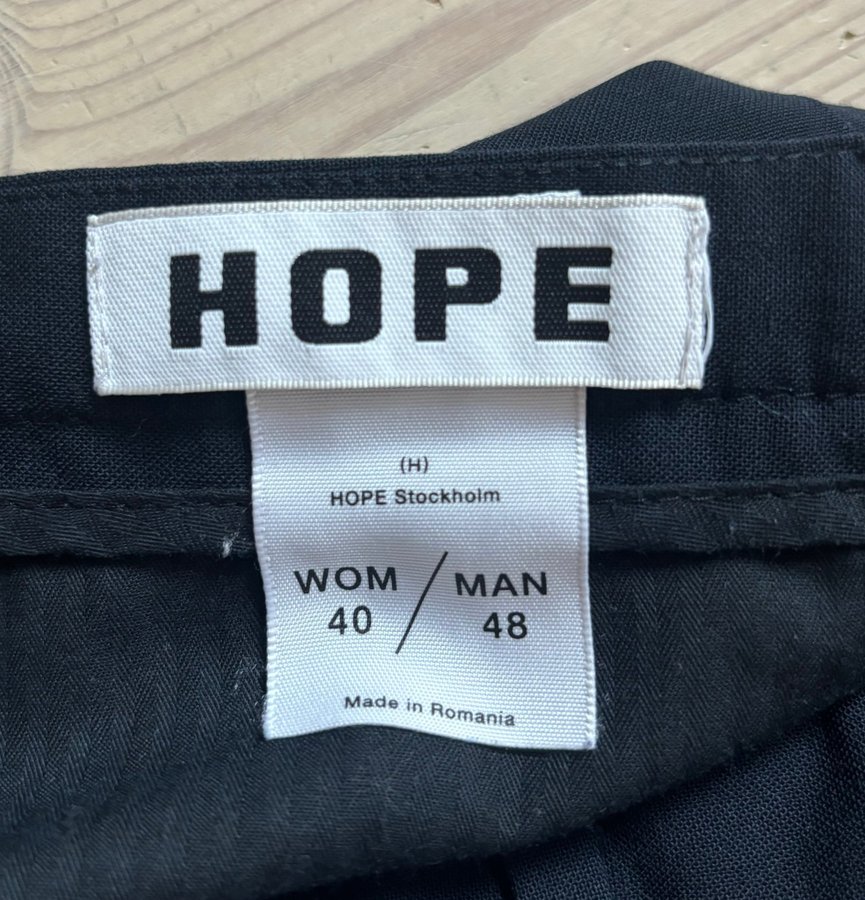 HOPE
(H)
HOPE Stockholm
WOM / MAN
40 / 48
Made in Romania